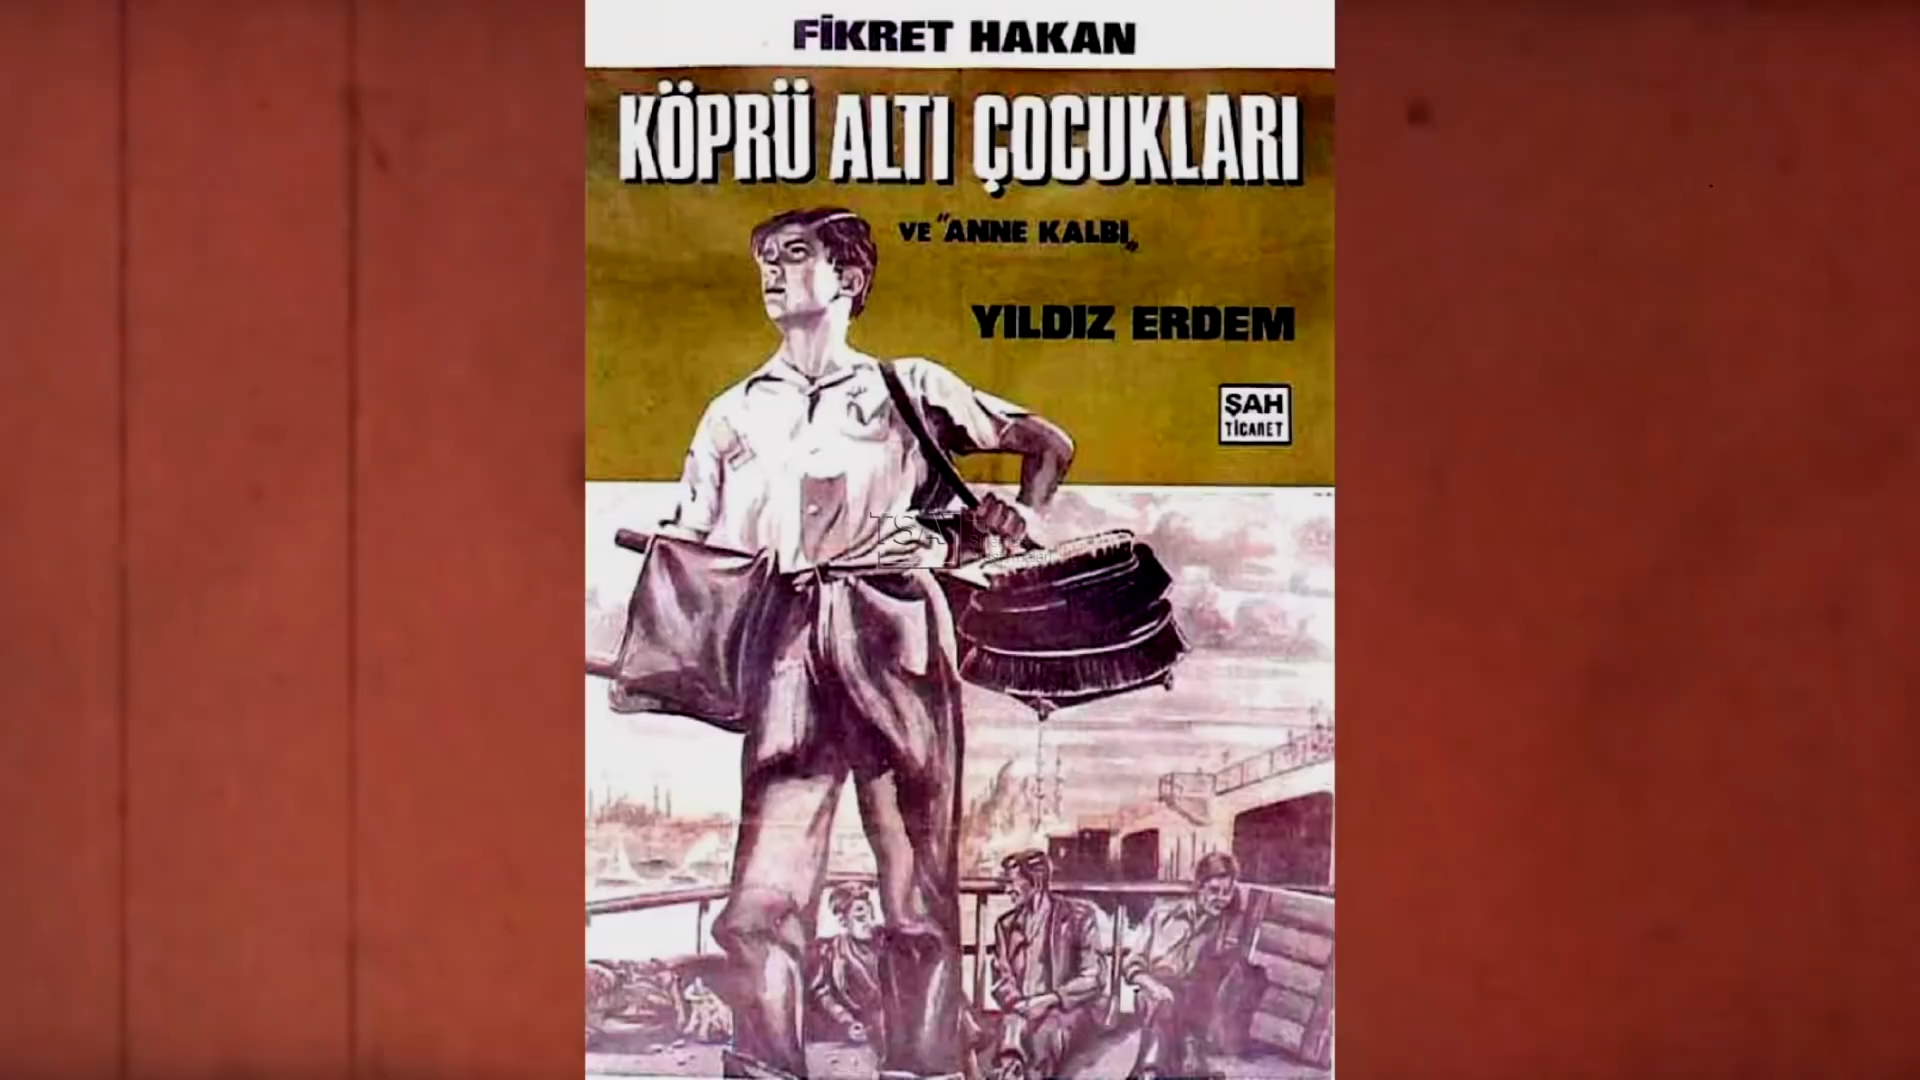 FİKRET HAKAN
KÖPRÜ ALTI ÇOCUKLARI
VE "ANNE KALBI„
YILDIZ ERDEM
ŞAH
TİCARET